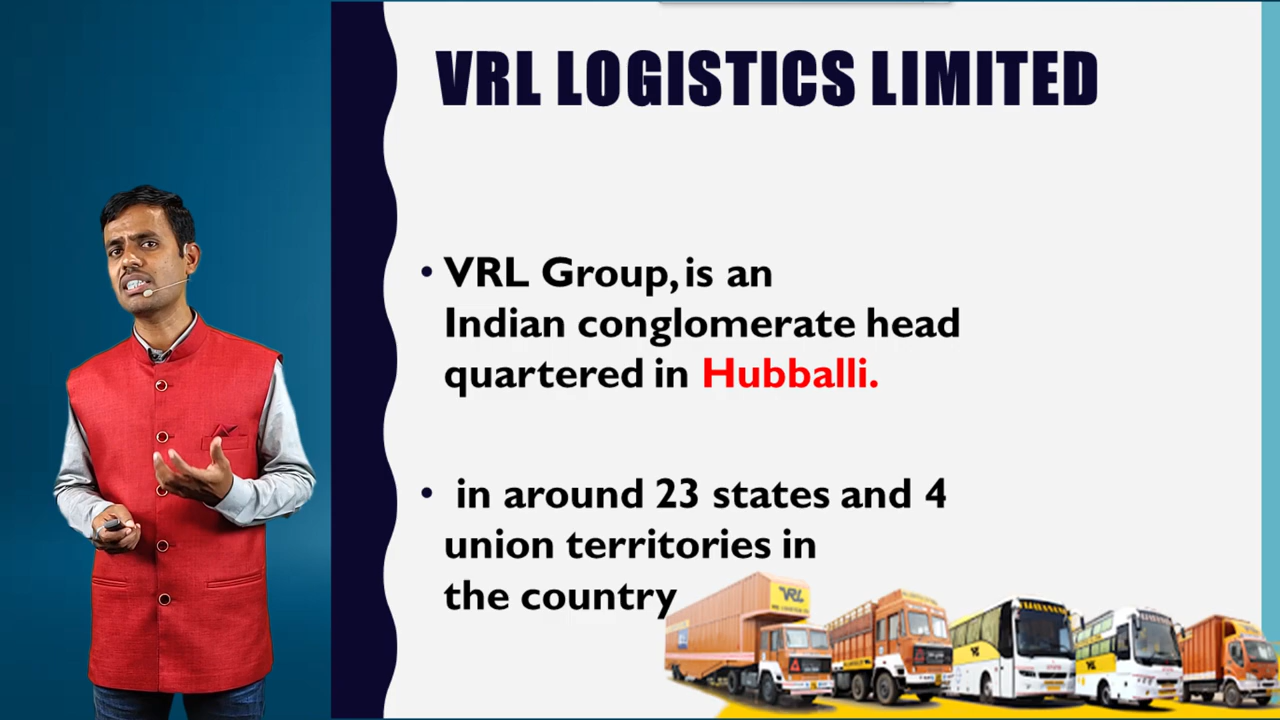 VRL LOGISTICS LIMITED
• VRL Group, is an
Indian conglomerate head
quartered in Hubballi.
• in around 23 states and 4
union territories in
the country
VRL